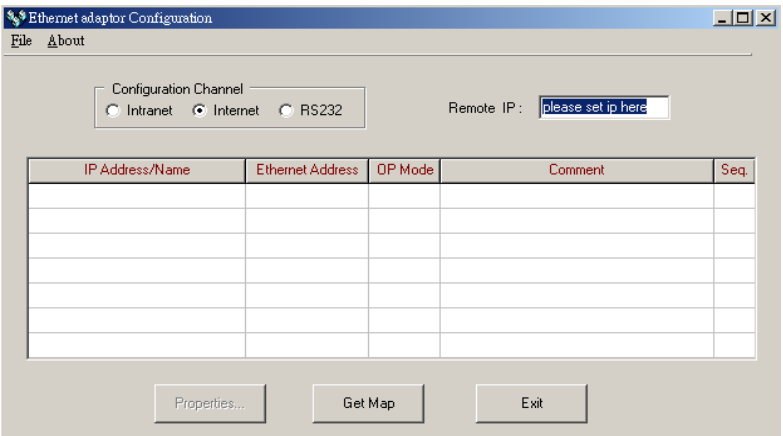 Ethernet adaptor Configuration
File About
Configuration Channel
Intranet Internet RS232
Remote IP : please set ip here
IP Address/Name Ethernet Address OP Mode Comment Seq.
Properties... Get Map Exit